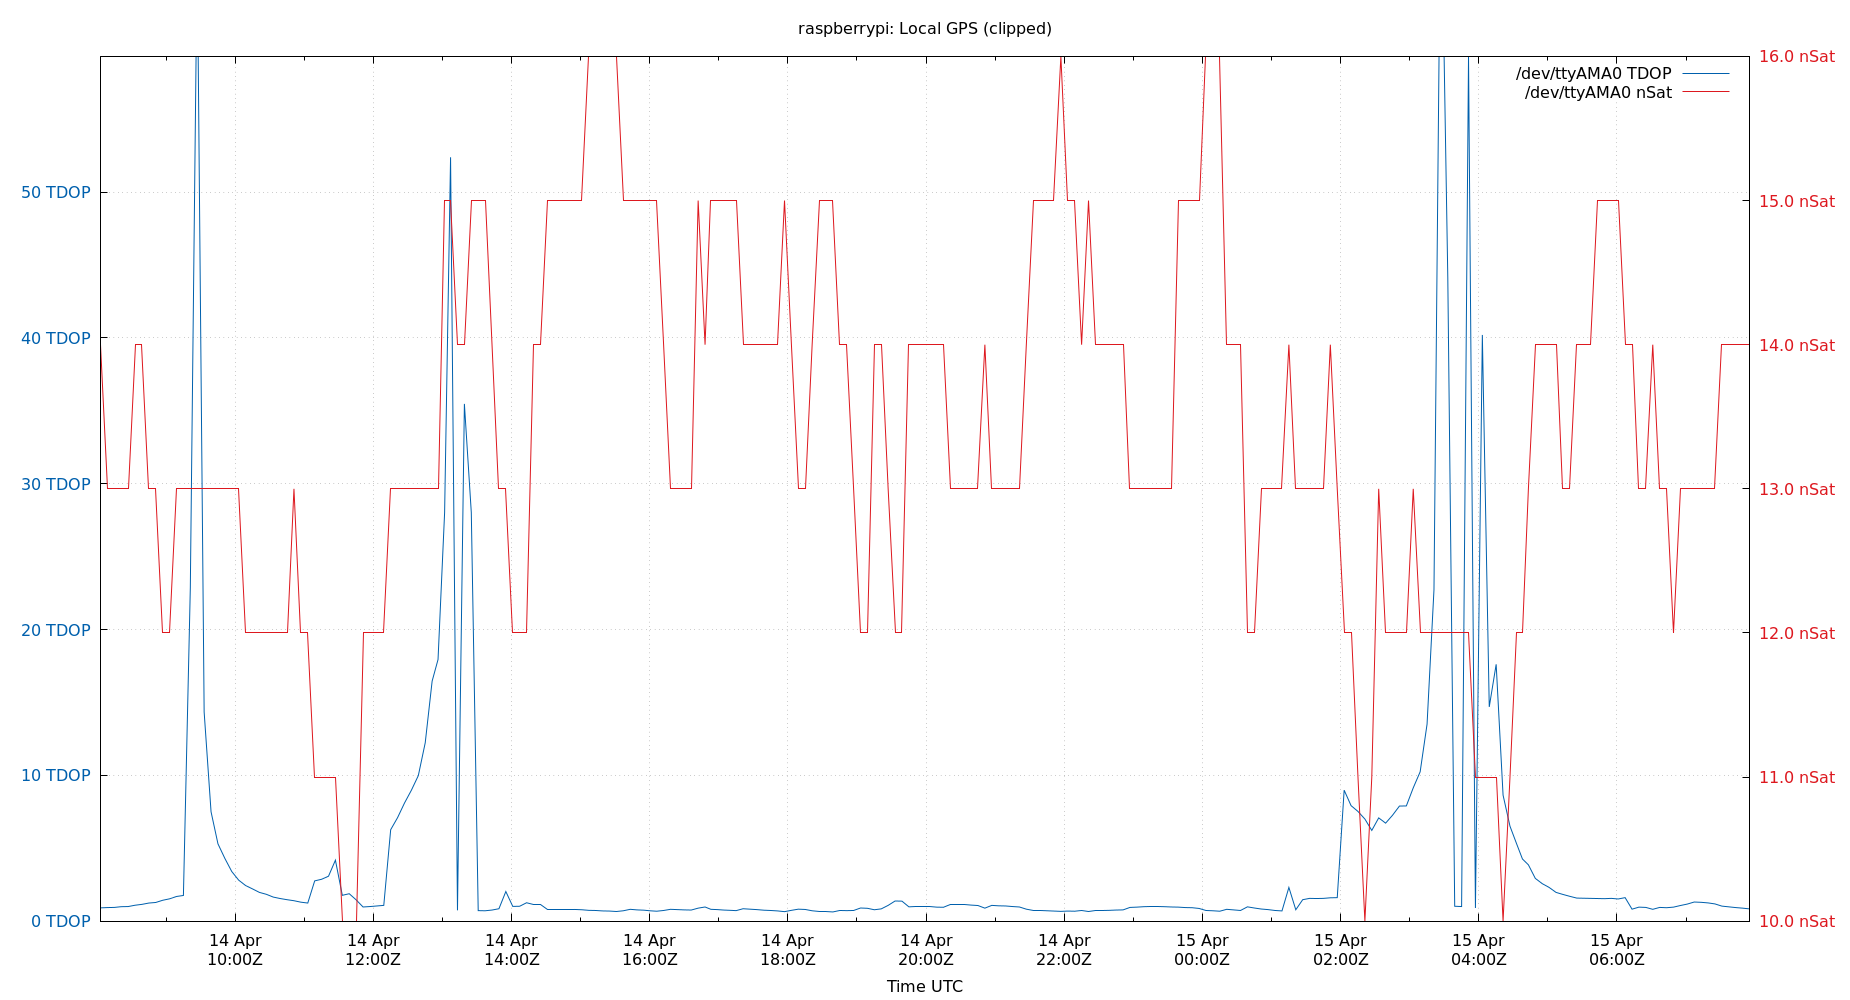 raspberrypi: Local GPS (clipped)
/dev/ttyAMA0 TDOP
/dev/ttyAMA0 nSat
50 TDOP
40 TDOP
30 TDOP
20 TDOP
10 TDOP
0 TDOP
16.0 nSat
15.0 nSat
14.0 nSat
13.0 nSat
12.0 nSat
11.0 nSat
10.0 nSat
14 Apr 14 Apr 14 Apr 14 Apr 14 Apr 14 Apr 14 Apr 15 Apr 15 Apr 15 Apr 15 Apr
10:00Z 12:00Z 14:00Z 16:00Z 18:00Z 20:00Z 22:00Z 00:00Z 02:00Z 04:00Z 06:00Z
Time UTC